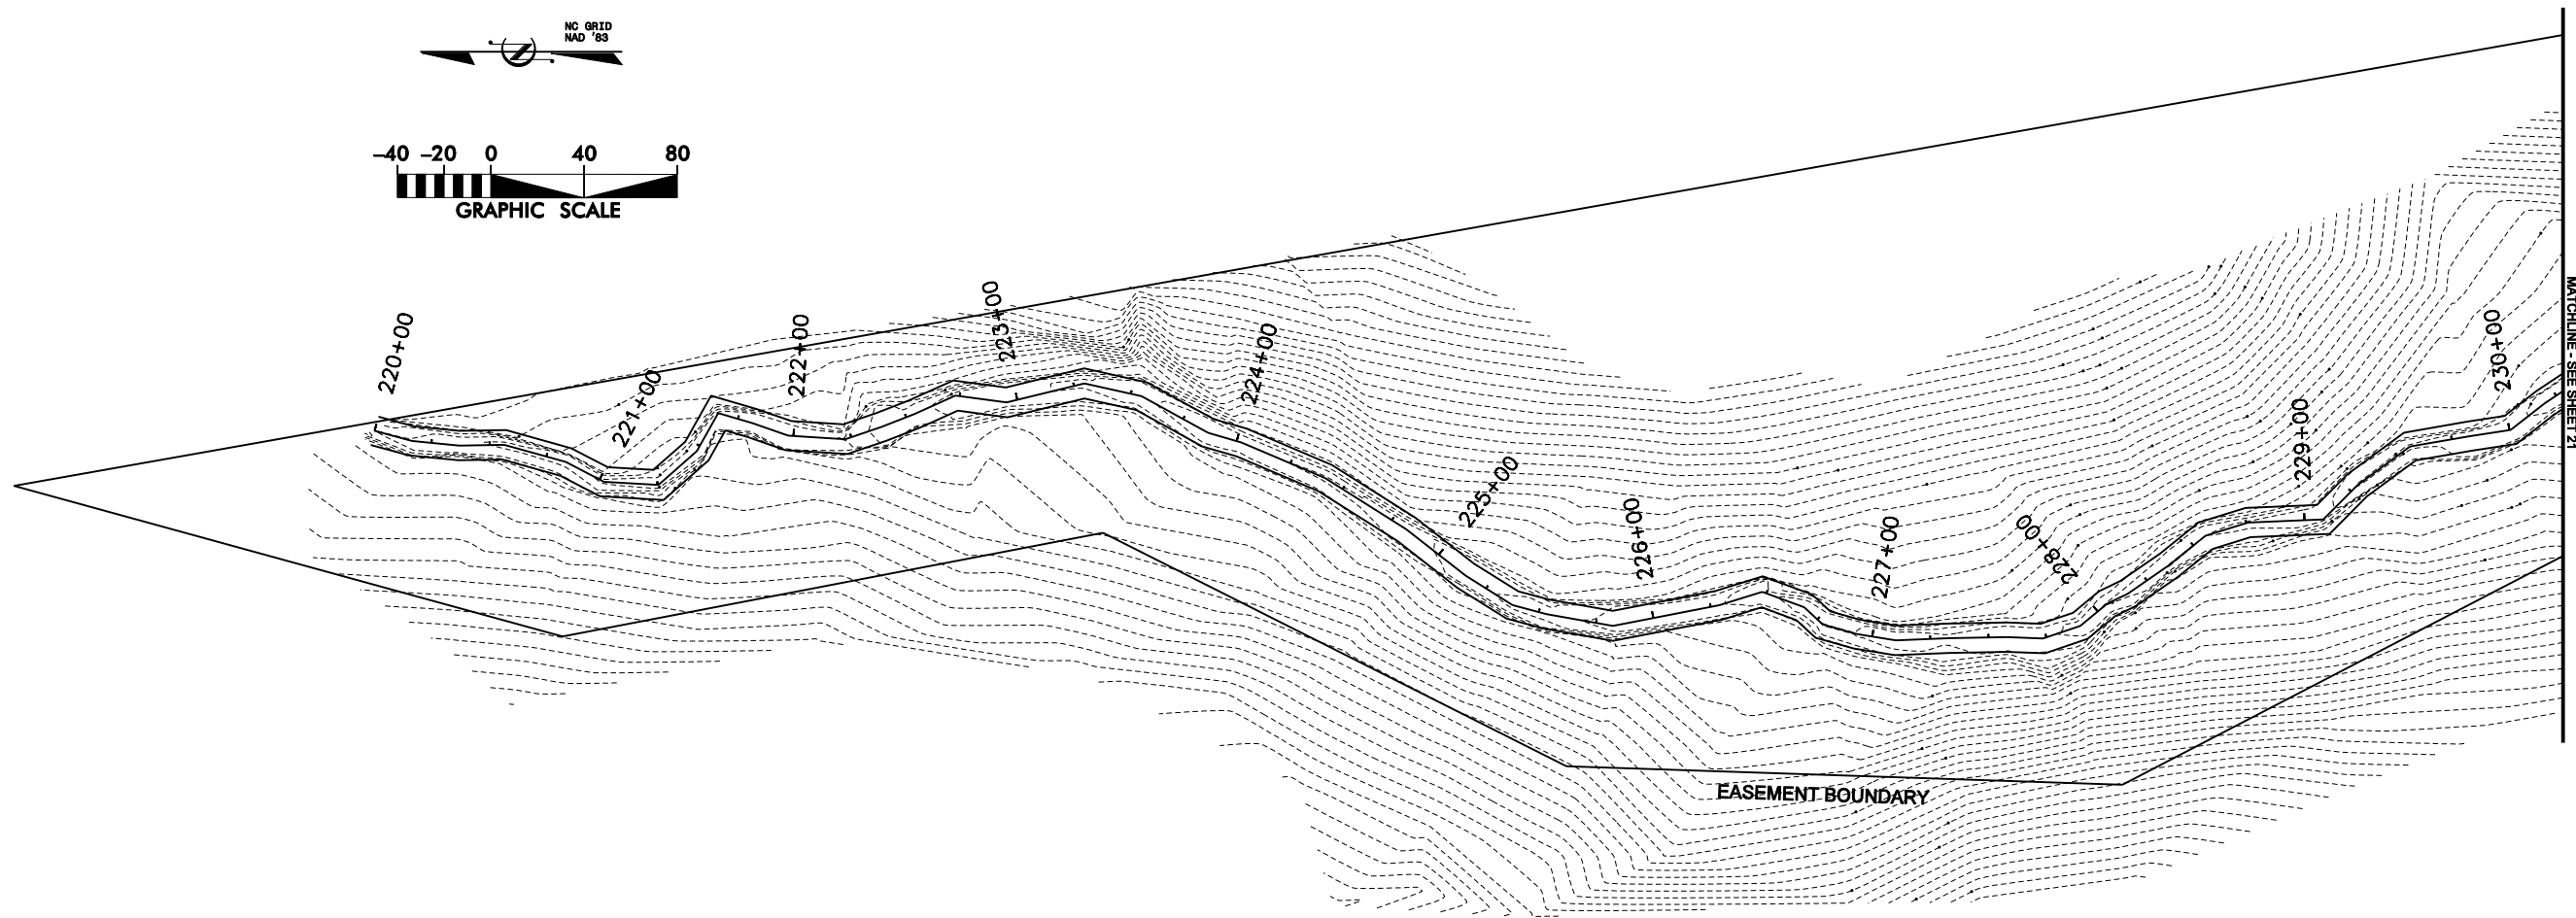 NC GRID
NAD '83
–40 –20 0 40 80
GRAPHIC SCALE
220+00
221+00
222+00
223+00
224+00
225+00
226+00
227+00
228+00
229+00
230+00
MATCHLINE - SEE SHEET 21
EASEMENT BOUNDARY